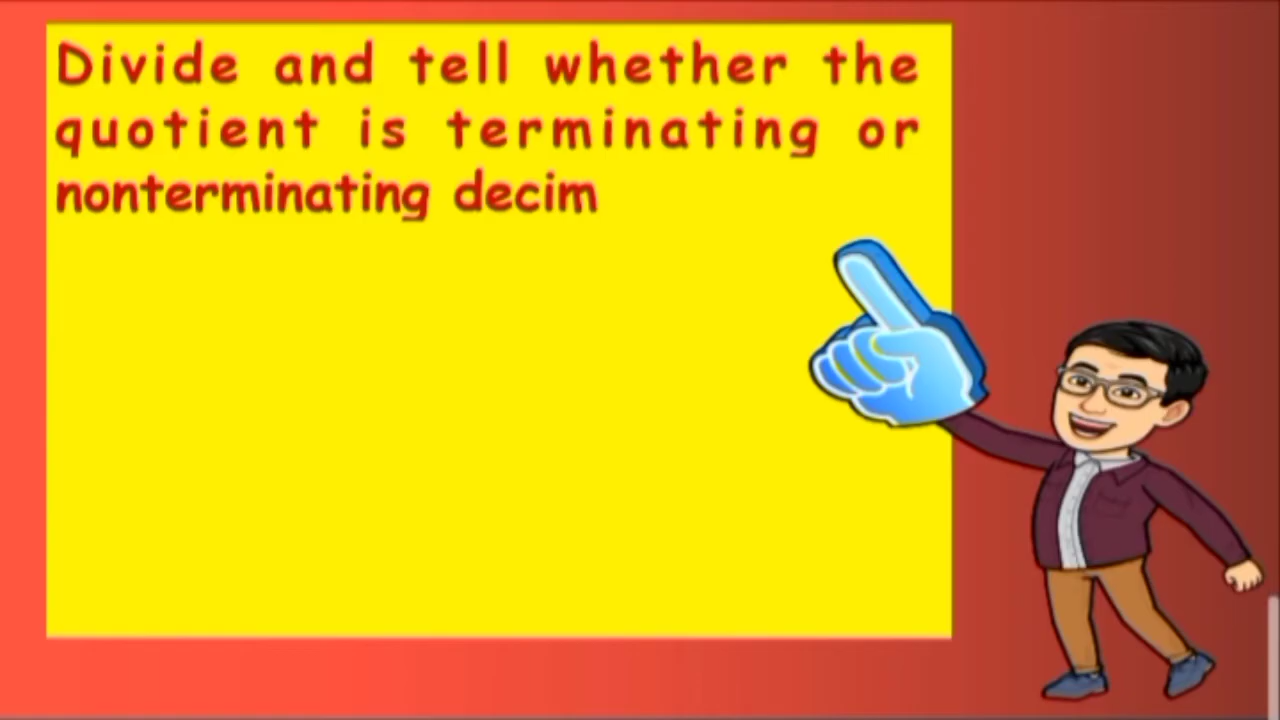 Divide and tell whether the
quotient is terminating or
nonterminating decim